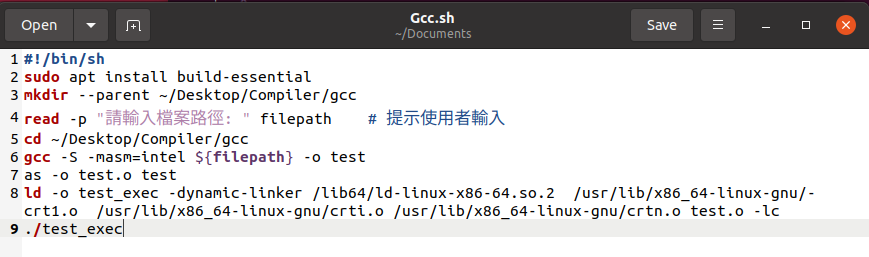 Open
Gcc.sh
~/Documents
Save
1 #!/bin/sh
2 sudo apt install build-essential
3 mkdir --parent ~/Desktop/Compiler/gcc
4 read -p "請輸入檔案路徑: " filepath    # 提示使用者輸入
5 cd ~/Desktop/Compiler/gcc
6 gcc -S -masm=intel ${filepath} -o test
7 as -o test.o test
8 ld -o test_exec -dynamic-linker /lib64/ld-linux-x86-64.so.2  /usr/lib/x86_64-linux-gnu/-
crt1.o  /usr/lib/x86_64-linux-gnu/crti.o /usr/lib/x86_64-linux-gnu/crtn.o test.o -lc
9 ./test_exec